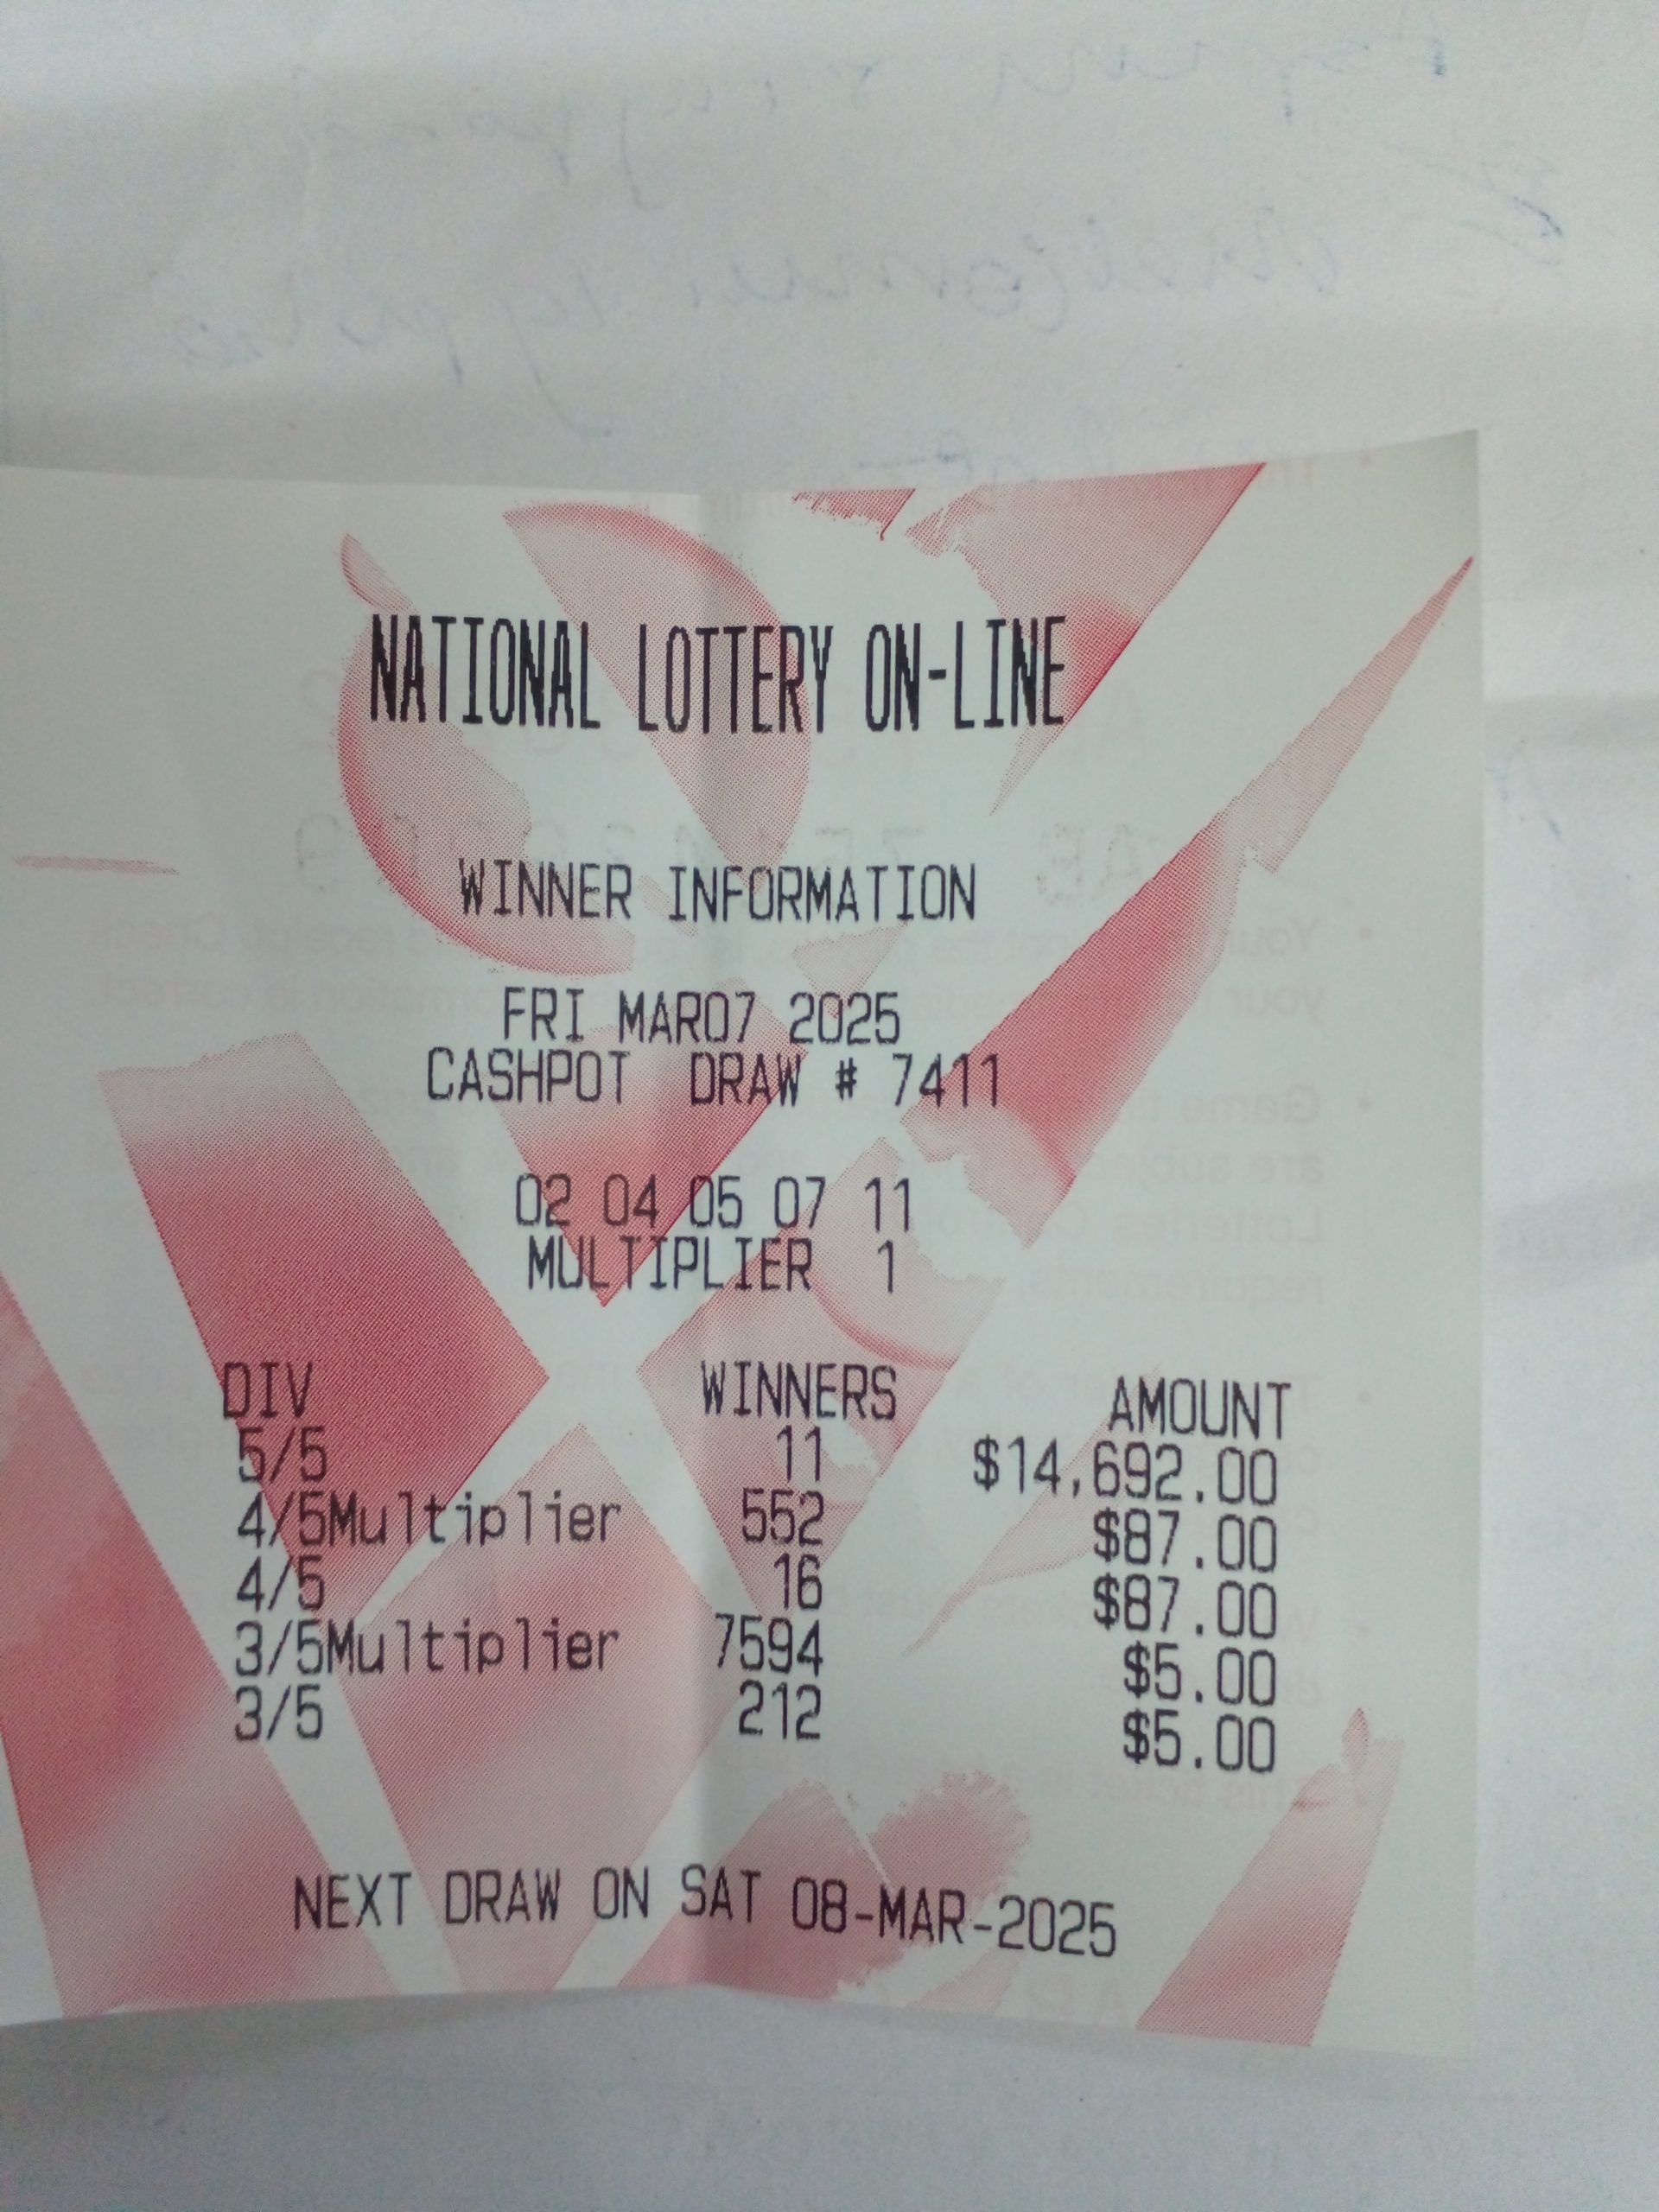 NATIONAL LOTTERY ON-LINE
WINNER INFORMATION
FRI MAR07 2025
CASHPOT DRAW # 7411
02 04 05 07 11
MULTIPLIER 1
DIV WINNERS AMOUNT
5/5 11 $14,692.00
4/5Multiplier 552 $87.00
4/5 16 $87.00
3/5Multiplier 7594 $5.00
3/5 212 $5.00
NEXT DRAW ON SAT 08-MAR-2025